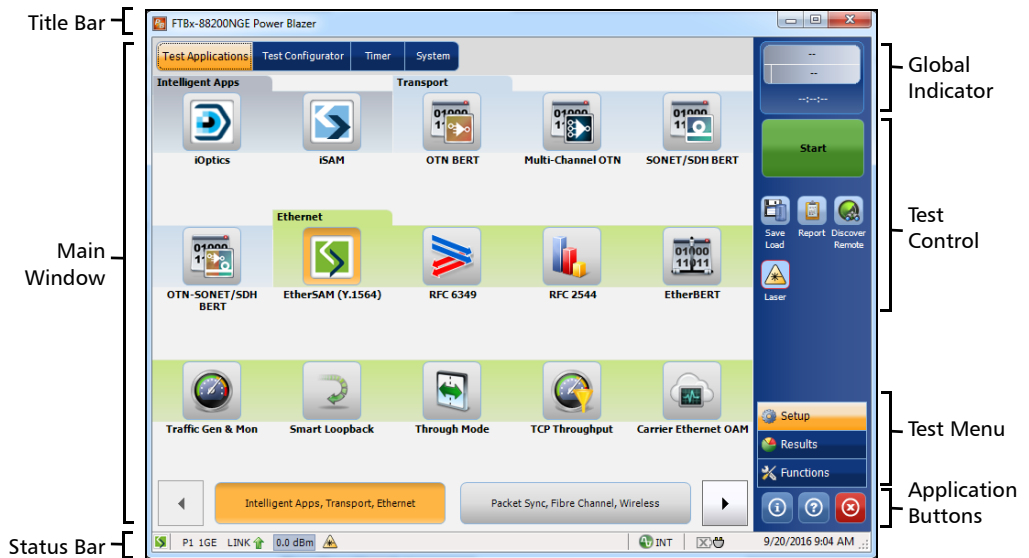 Title Bar
FTBx-88200NGE Power Blazer
Test Applications
Test Configurator
Timer
System
--
--
--:--:--
Global
Indicator
Intelligent Apps
Transport
iOptics
iSAM
OTN BERT
Multi-Channel OTN
SONET/SDH BERT
Start
Test
Control
Save
Load
Report
Discover
Remote
Laser
Main
Window
Ethernet
OTN-SONET/SDH
BERT
EtherSAM (Y.1564)
RFC 6349
RFC 2544
01000
11011
EtherBERT
Traffic Gen & Mon
Smart Loopback
Through Mode
TCP Throughput
Carrier Ethernet OAM
Setup
Results
Functions
Test Menu
Intelligent Apps, Transport, Ethernet
Packet Sync, Fibre Channel, Wireless
Application
Buttons
Status Bar
P1 1GE LINK
0.0 dBm
INT
9/20/2016 9:04 AM